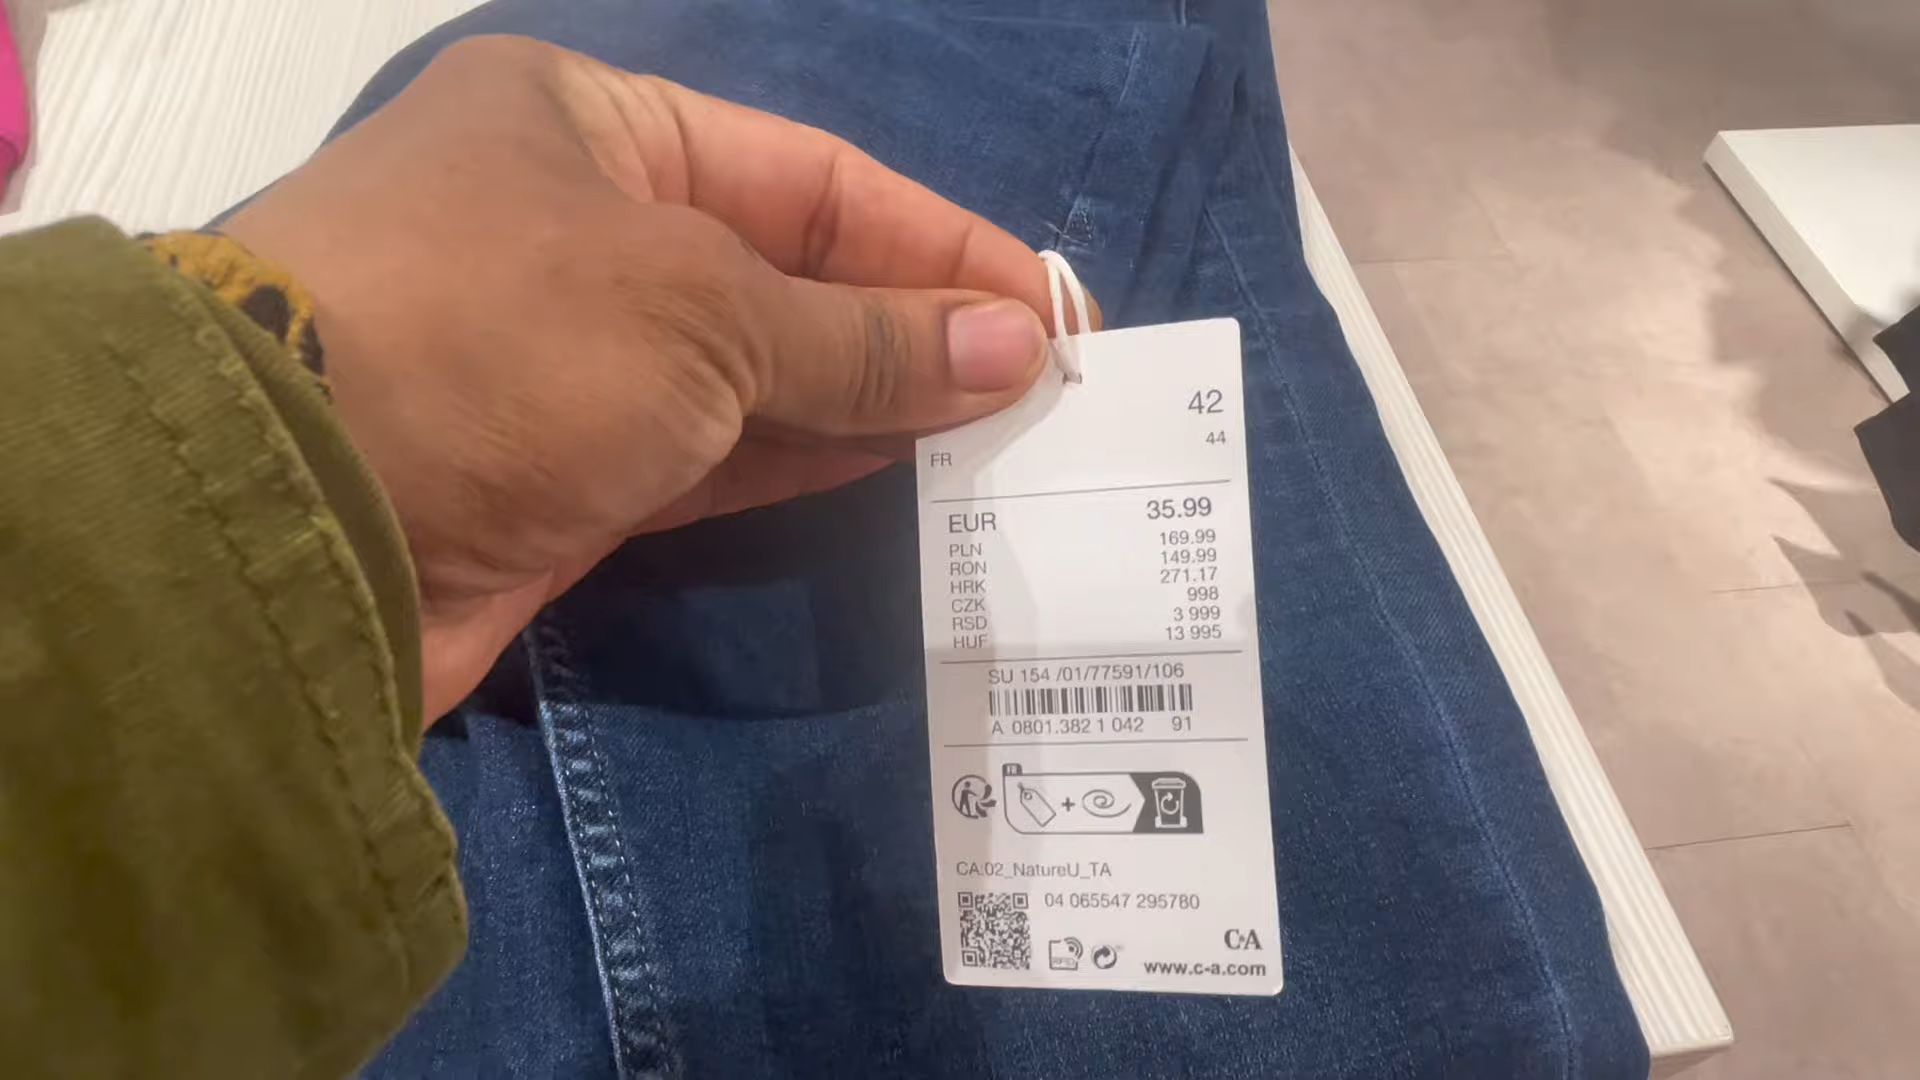 42
44
FR
EUR 35.99
PLN 169.99
RON 149.99
HRK 271.17
CZK 998
RSD 3 999
HUF 13 995
SU 154 /01/77591/106
A 0801.382 1 042 91
FR
+
CA:02_NatureU_TA
04 065547 295780
RFID
C&A
www.c-a.com